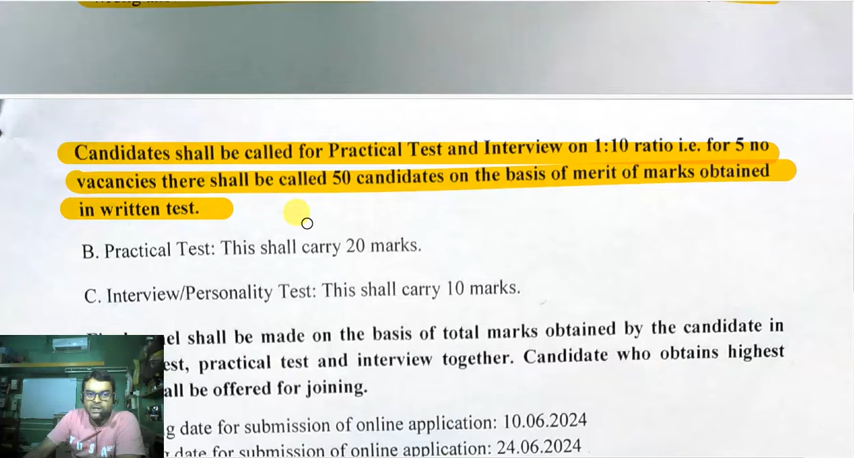 Candidates shall be called for Practical Test and Interview on 1:10 ratio i.e. for 5 no
vacancies there shall be called 50 candidates on the basis of merit of marks obtained
in written test.
B. Practical Test: This shall carry 20 marks.
C. Interview/Personality Test: This shall carry 10 marks.
shall be made on the basis of total marks obtained by the candidate in
practical test and interview together. Candidate who obtains highest
be offered for joining.
date for submission of online application: 10.06.2024
date for submission of online application: 24.06.2024